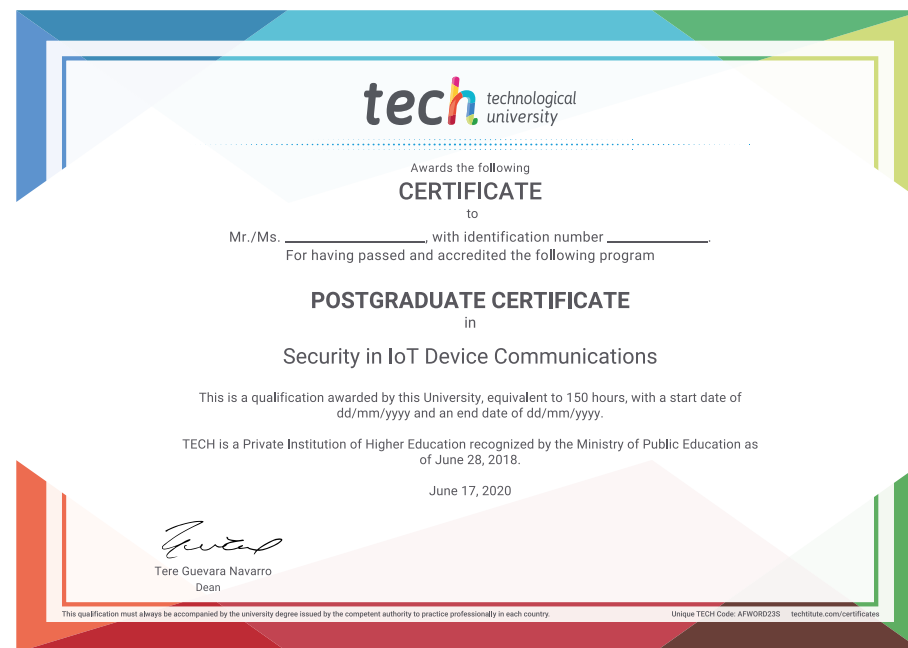 tech technological
university
Awards the following
CERTIFICATE
to
Mr./Ms. ____________________, with identification number ______________.
For having passed and accredited the following program
POSTGRADUATE CERTIFICATE
in
Security in IoT Device Communications
This is a qualification awarded by this University, equivalent to 150 hours, with a start date of
dd/mm/yyyy and an end date of dd/mm/yyyy.
TECH is a Private Institution of Higher Education recognized by the Ministry of Public Education as
of June 28, 2018.
June 17, 2020
Tere Guevara Navarro
Dean
This qualification must always be accompanied by the university degree issued by the competent authority to practice professionally in each country.
Unique TECH Code: AFWORD23S techtitute.com/certificates